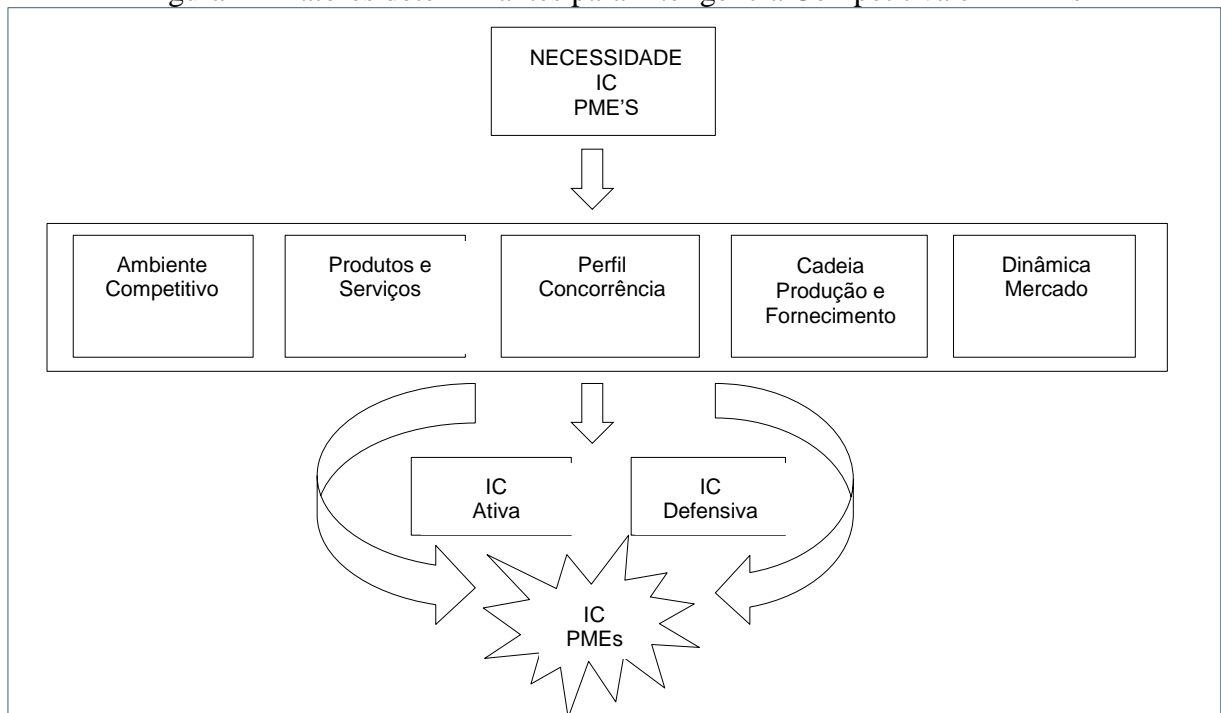 NECESSIDADE
IC
PME'S
Ambiente
Competitivo
Produtos e
Serviços
Perfil
Concorrência
Cadeia
Produção e
Fornecimento
Dinâmica
Mercado
IC
Ativa
IC
Defensiva
IC
PMEs